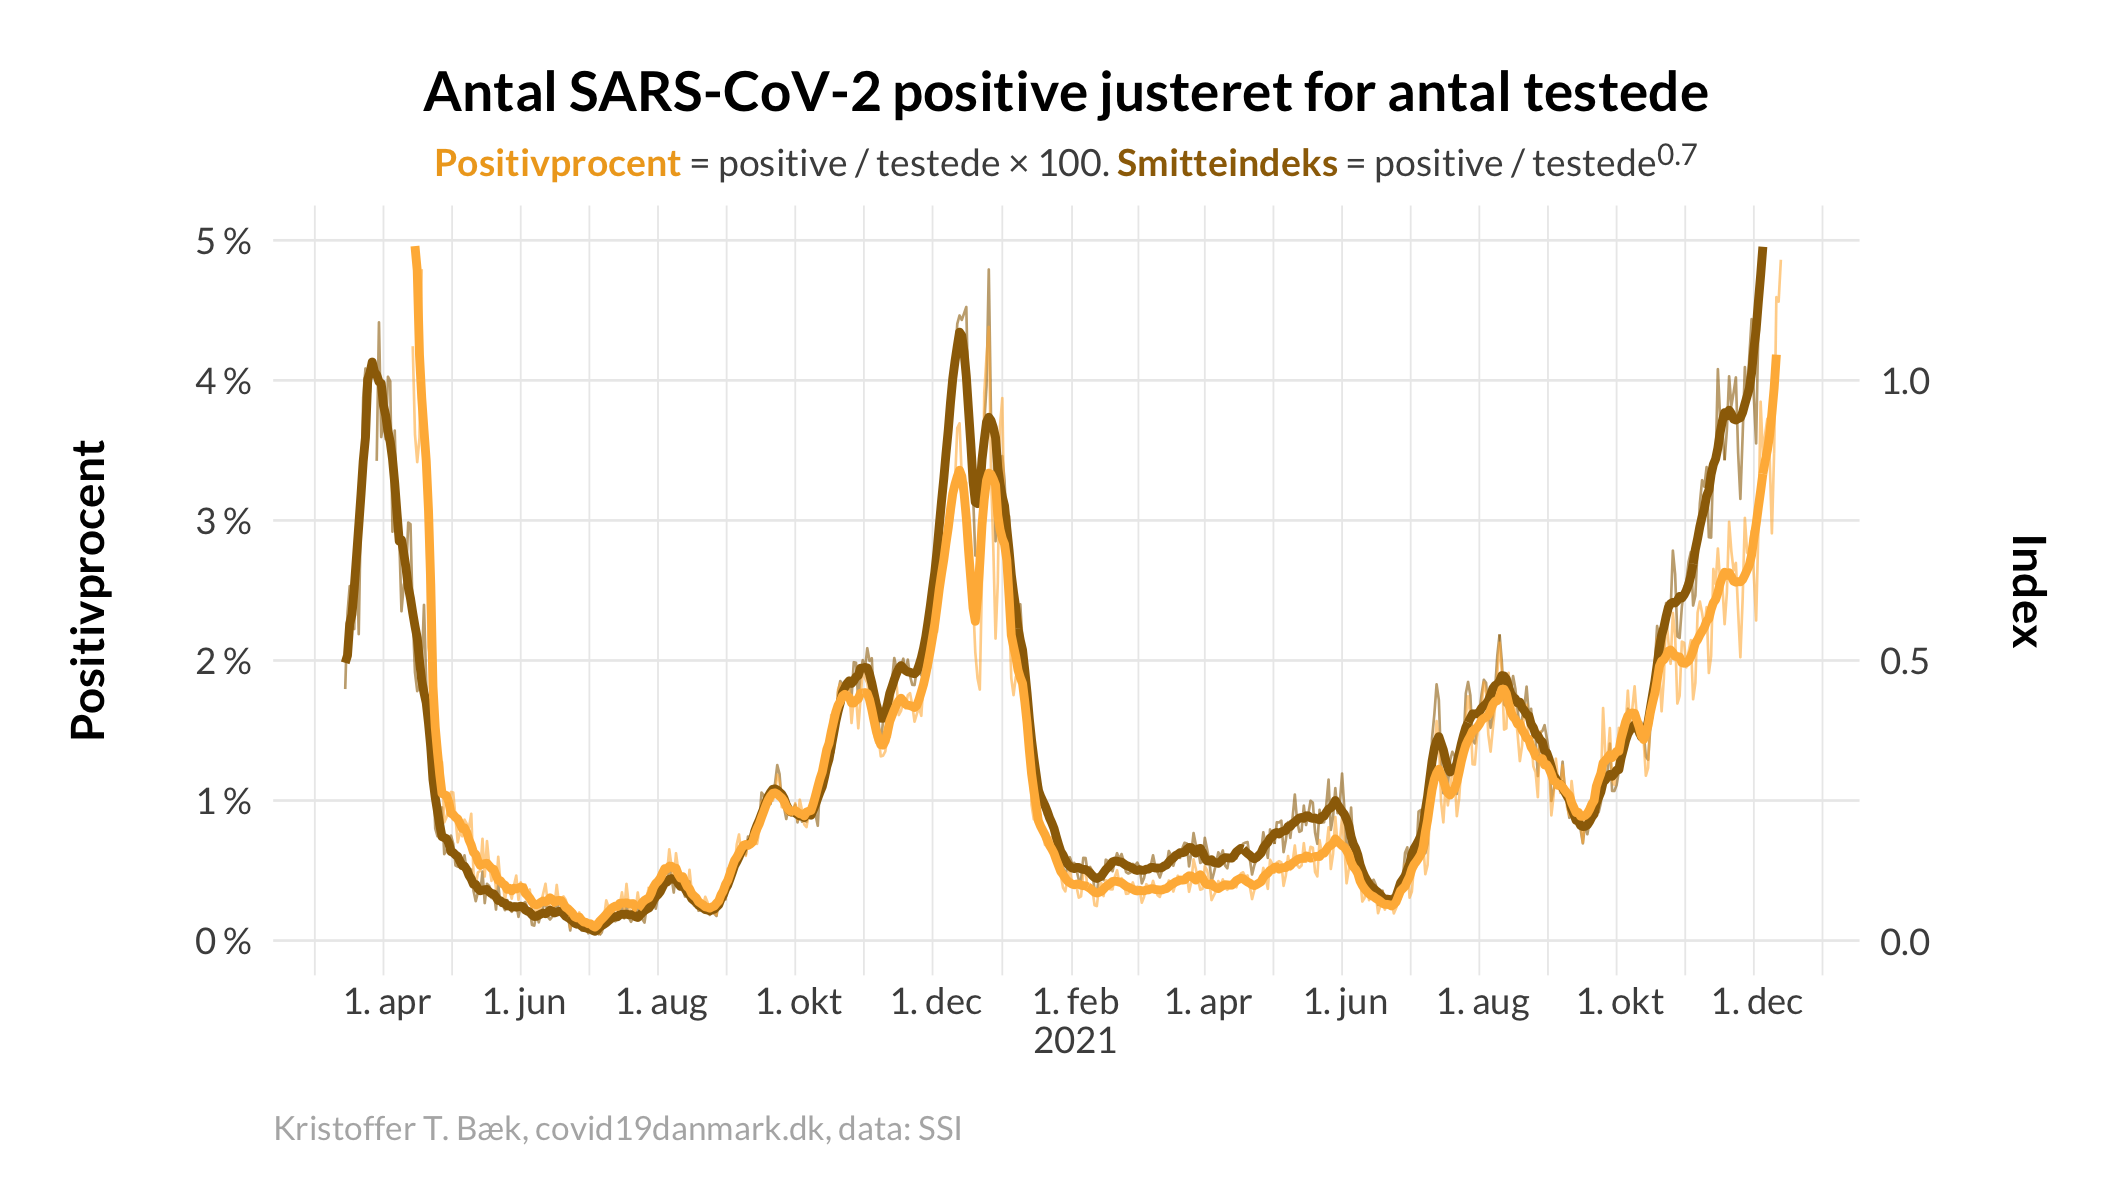 Antal SARS-CoV-2 positive justeret for antal testede
Positivprocent = positive / testede × 100. Smitteindeks = positive / testede^0.7
5 %
4 %
3 %
2 %
1 %
0 %
Positivprocent
1.0
0.5
0.0
Index
1. apr
1. jun
1. aug
1. okt
1. dec
1. feb
2021
1. apr
1. jun
1. aug
1. okt
1. dec
Kristoffer T. Bæk, covid19danmark.dk, data: SSI